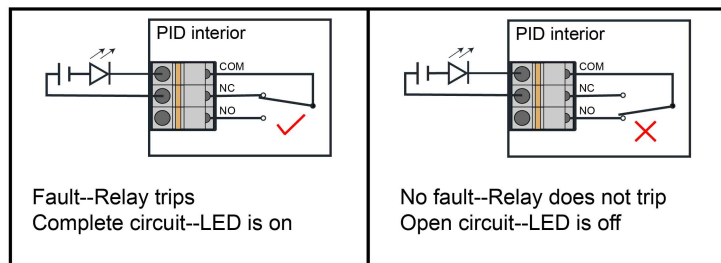 PID interior
COM
NC
NO
Fault--Relay trips
Complete circuit--LED is on
PID interior
COM
NC
NO
No fault--Relay does not trip
Open circuit--LED is off